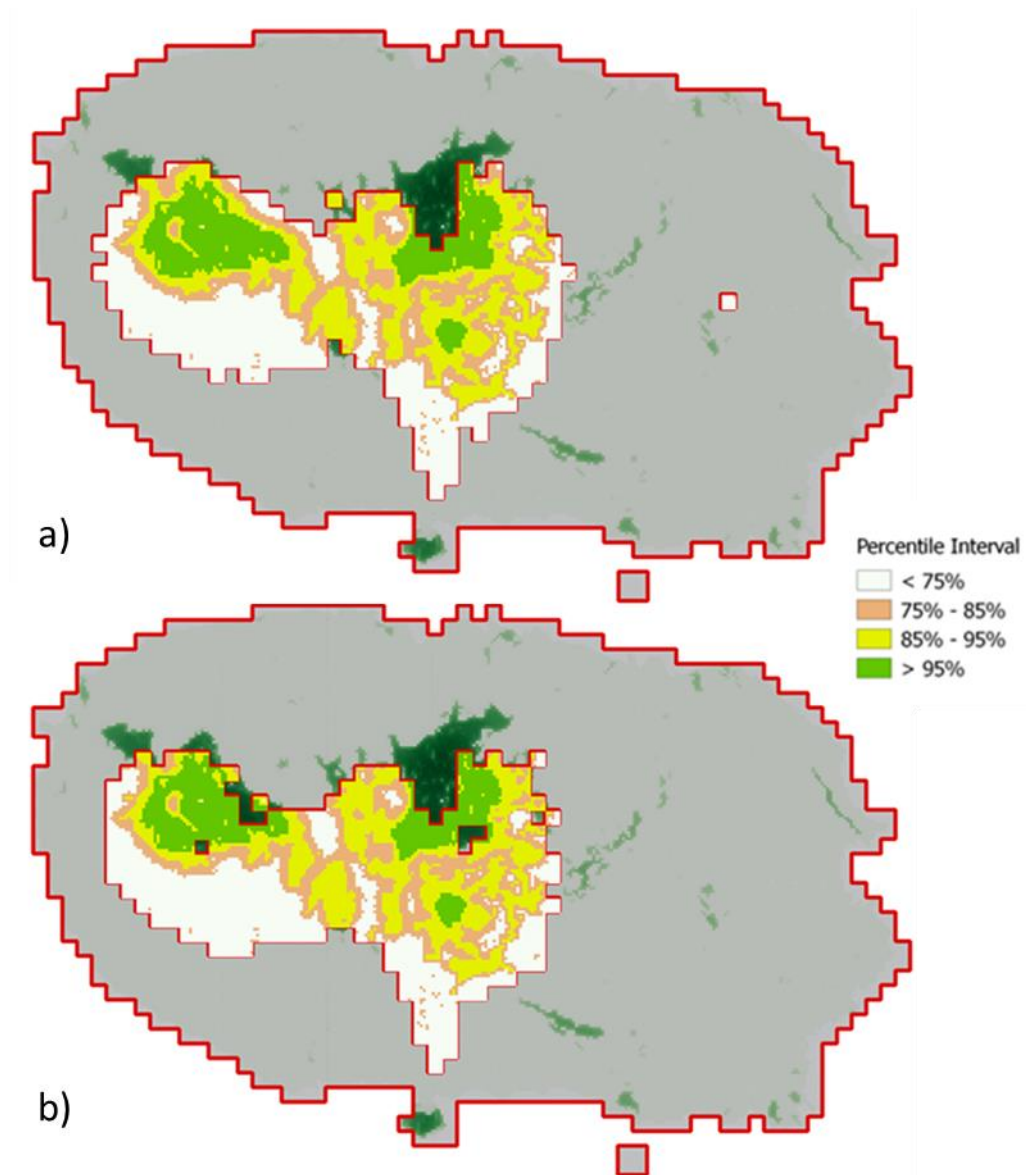 a)
Percentile Interval
< 75%
75% - 85%
85% - 95%
> 95%
b)